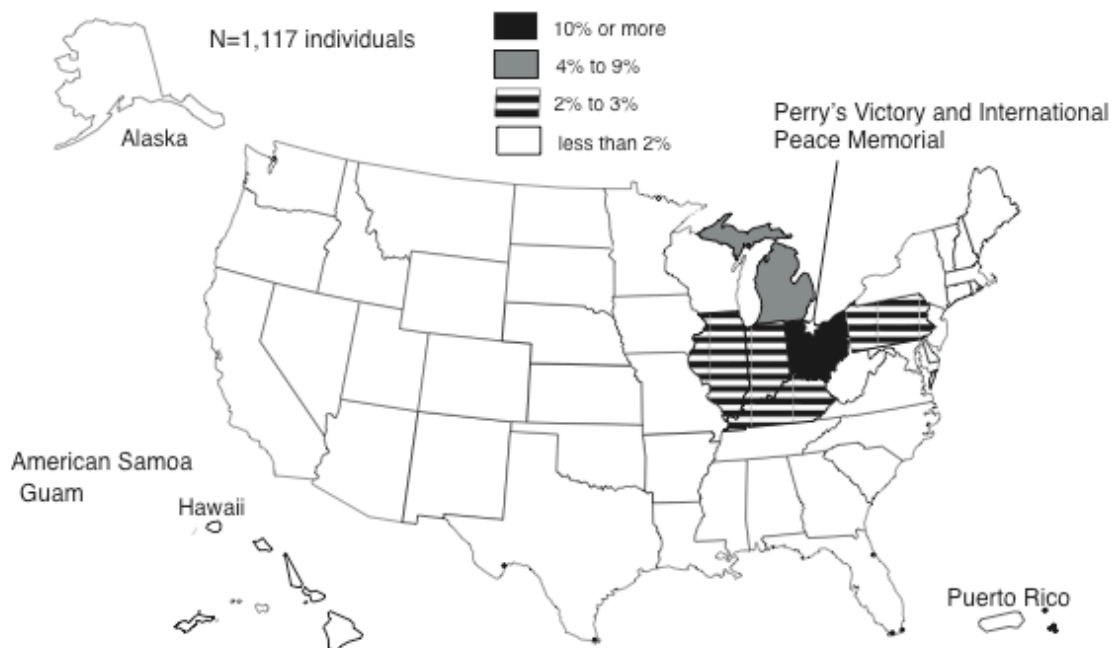 N=1,117 individuals
10% or more
4% to 9%
2% to 3%
less than 2%
Perry's Victory and International
Peace Memorial
Alaska
American Samoa
Guam
Hawaii
Puerto Rico